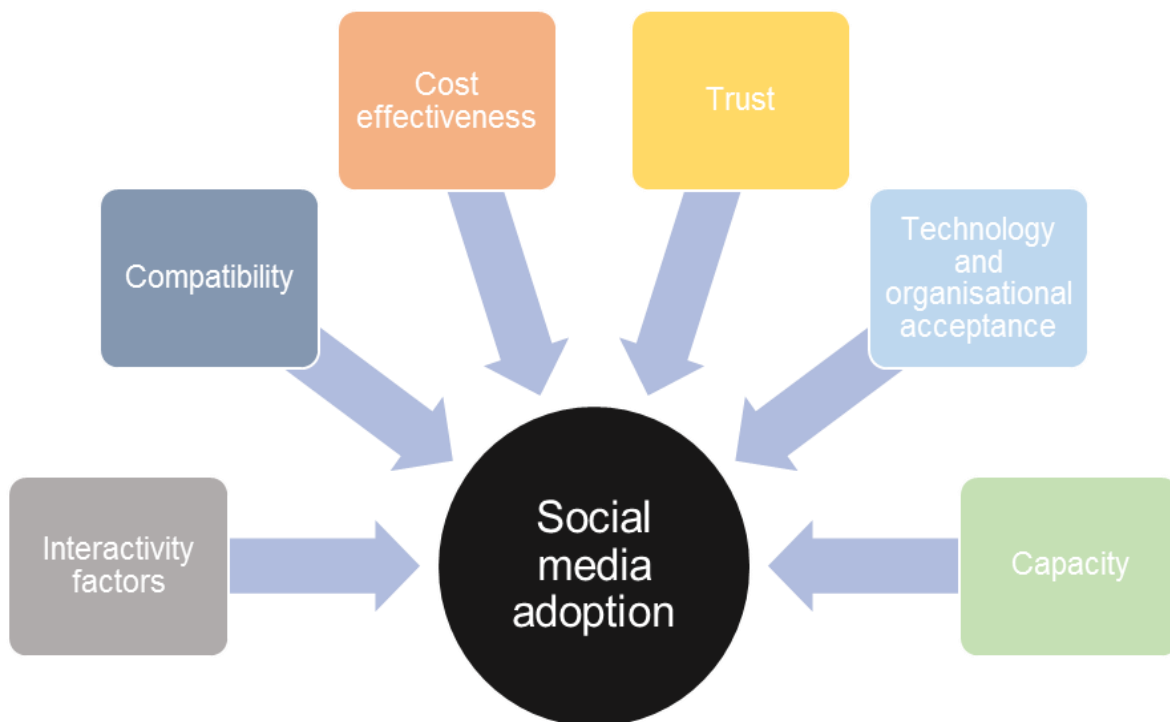 Cost
effectiveness
Trust
Compatibility
Technology
and
organisational
acceptance
Interactivity
factors
Social
media
adoption
Capacity